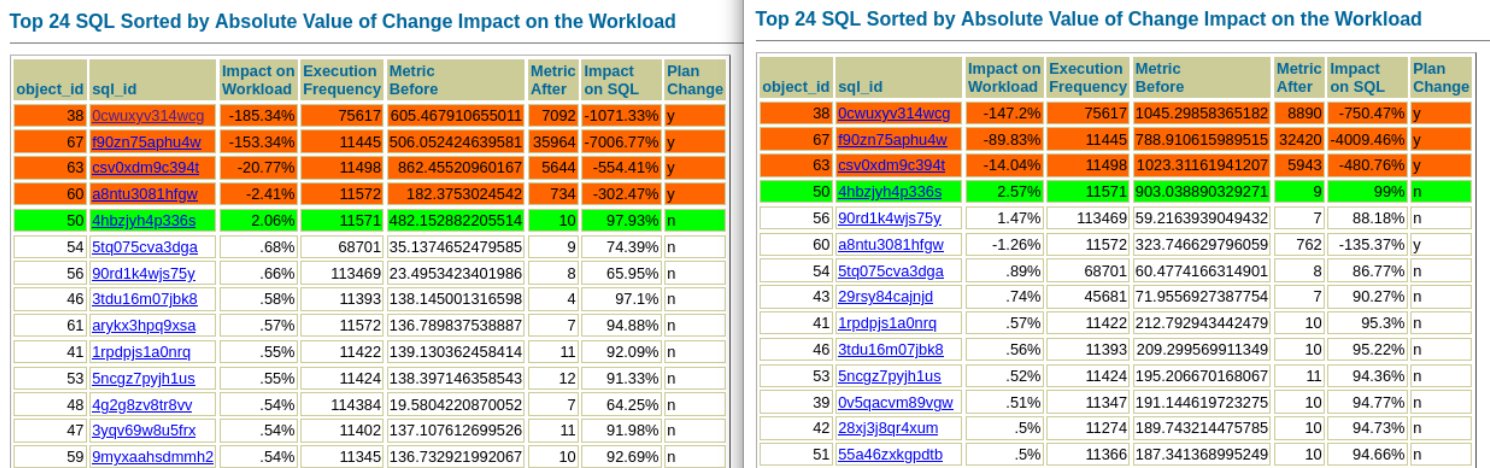 Top 24 SQL Sorted by Absolute Value of Change Impact on the Workload
object_id sql_id Impact on Workload Execution Frequency Metric Before Metric After Impact on SQL Plan Change
38 0cwuxyv314wcg -185.34% 75617 605.467910655011 7092 -1071.33% y
67 f90zn75aphu4w -153.34% 11445 506.052424639581 35964 -7006.77% y
63 csv0xdm9c394t -20.77% 11498 862.45520960167 5644 -554.41% y
60 a8ntu3081hfgw -2.41% 11572 182.3753024542 734 -302.47% y
50 4hbzjyh4p336s 2.06% 11571 482.152882205514 10 97.93% n
54 5tq075cva3dga .68% 68701 35.1374652479585 9 74.39% n
56 90rd1k4wjs75y .66% 113469 23.4953423401986 8 65.95% n
46 3tdu16m07jbk8 .58% 11393 138.145001316598 4 97.1% n
61 arykx3hpq9xsa .57% 11572 136.789837538887 7 94.88% n
41 1rpdpjs1a0nrq .55% 11422 139.130362458414 11 92.09% n
53 5ncgz7pyjh1us .55% 11424 138.397146358543 12 91.33% n
48 4g2g8zv8tr8vv .54% 114384 19.5804220870052 7 64.25% n
47 3yqv69w8u5frx .54% 11402 137.107612699526 11 91.98% n
59 9myxaahsdmmh2 .54% 11345 136.732921992067 10 92.69% n
Top 24 SQL Sorted by Absolute Value of Change Impact on the Workload
object_id sql_id Impact on Workload Execution Frequency Metric Before Metric After Impact on SQL Plan Change
38 0cwuxyv314wcg -147.2% 75617 1045.29858365182 8890 -750.47% y
67 f90zn75aphu4w -89.83% 11445 788.910615989515 32420 -4009.46% y
63 csv0xdm9c394t -14.04% 11498 1023.31161941207 5943 -480.76% y
50 4hbzjyh4p336s 2.57% 11571 903.038890329271 9 99% n
56 90rd1k4wjs75y 1.47% 113469 59.2163939049432 7 88.18% n
60 a8ntu3081hfgw -1.26% 11572 323.746629796059 762 -135.37% y
54 5tq075cva3dga .89% 68701 60.4774166314901 8 86.77% n
43 29rsy84cajnjd .74% 45681 71.9556927387754 7 90.27% n
41 1rpdpjs1a0nrq .57% 11422 212.792943442479 10 95.3% n
46 3tdu16m07jbk8 .56% 11393 209.299569911349 10 95.22% n
53 5ncgz7pyjh1us .52% 11424 195.206670168067 11 94.36% n
39 0v5qacvm89vgw .51% 11347 191.144619723275 10 94.77% n
42 28xj3j8qr4xum .5% 11274 189.743214475785 10 94.73% n
51 55a46zxkgpdtb .5% 11366 187.341368995249 10 94.66% n